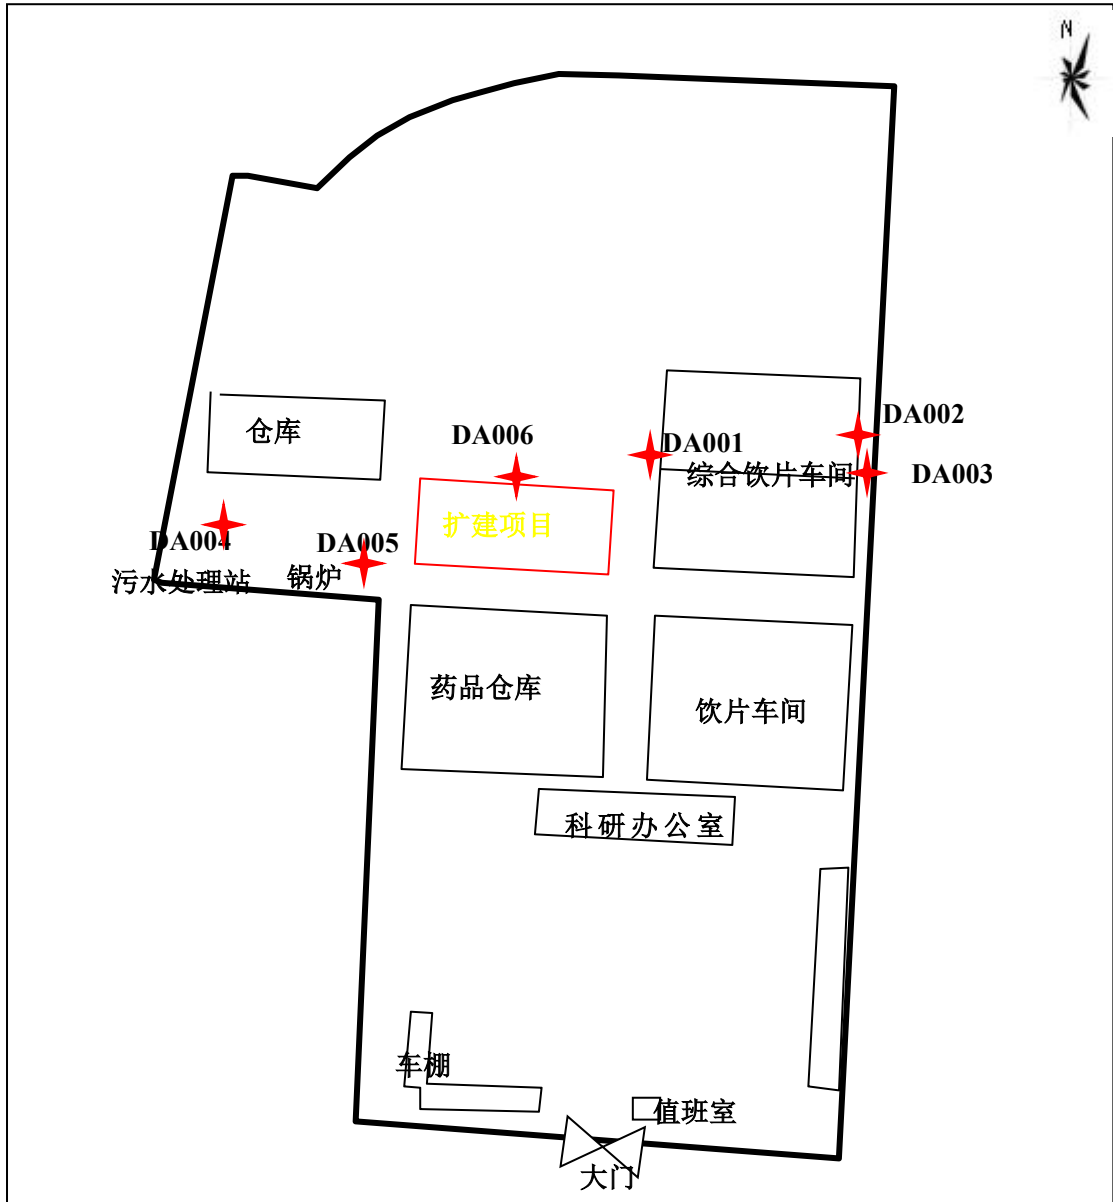 N
DA002
仓库
DA006
DA001
综合饮片车间
DA003
扩建项目
DA004
DA005
污水处理站
锅炉
药品仓库
饮片车间
科研办公室
车棚
值班室
大门